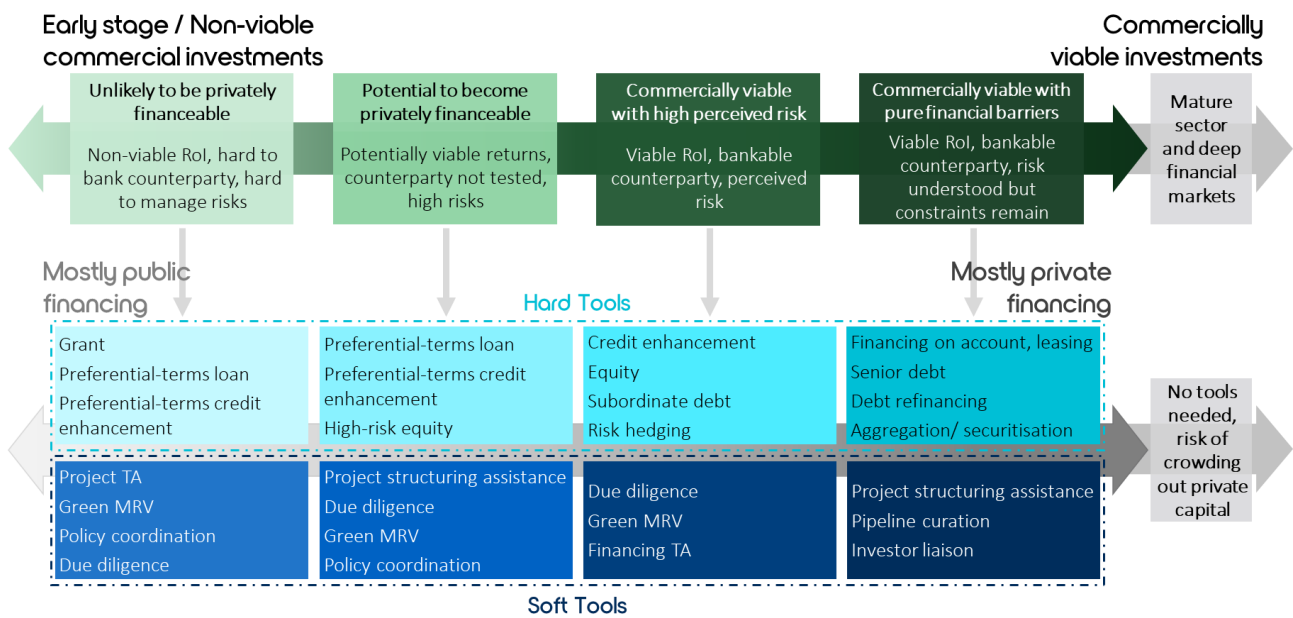 Early stage / Non-viable
commercial investments
Commercially
viable investments
Unlikely to be privately
financeable
Non-viable RoI, hard to
bank counterparty, hard
to manage risks
Potential to become
privately financeable
Potentially viable returns,
counterparty not tested,
high risks
Commercially viable
with high perceived risk
Viable RoI, bankable
counterparty, perceived
risk
Commercially viable with
pure financial barriers
Viable RoI, bankable
counterparty, risk
understood but
constraints remain
Mature
sector
and deep
financial
markets
Mostly public
financing
Hard Tools
Mostly private
financing
Grant
Preferential-terms loan
Preferential-terms credit
enhancement
Preferential-terms loan
Preferential-terms credit
enhancement
High-risk equity
Credit enhancement
Equity
Subordinate debt
Risk hedging
Financing on account, leasing
Senior debt
Debt refinancing
Aggregation/ securitisation
No tools
needed,
risk of
crowding
out private
capital
Project TA
Green MRV
Policy coordination
Due diligence
Project structuring assistance
Due diligence
Green MRV
Policy coordination
Due diligence
Green MRV
Financing TA
Project structuring assistance
Pipeline curation
Investor liaison
Soft Tools